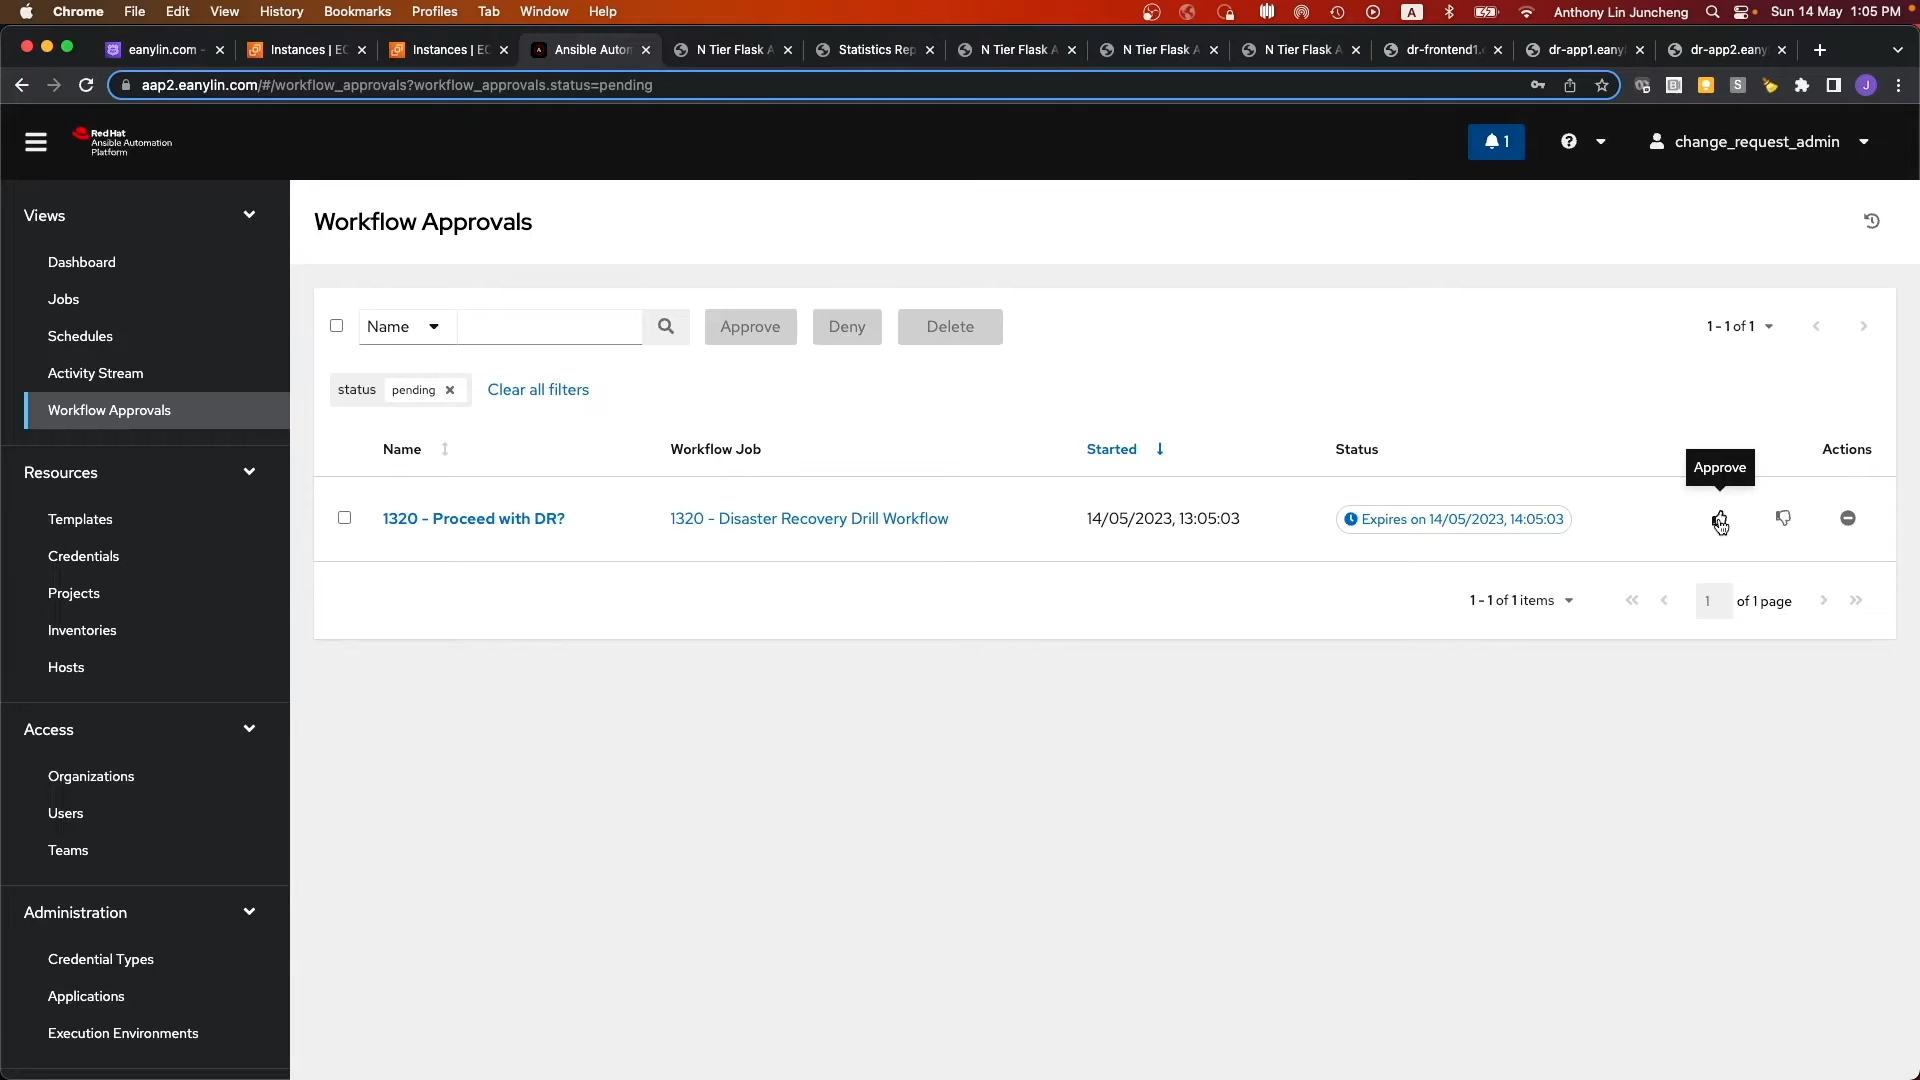 Chrome File Edit View History Bookmarks Profiles Tab Window Help A Anthony Lin Juncheng Sun 14 May 1:05 PM
eanylin.com - Instances | EC Instances | EC Ansible Autom N Tier Flask A Statistics Rep N Tier Flask A N Tier Flask A N Tier Flask A dr-frontend1. dr-app1.eany dr-app2.eany
aap2.eanylin.com/#/workflow_approvals?workflow_approvals.status=pending S J
Red Hat
Ansible Automation
Platform
1 change_request_admin
Views
Dashboard
Jobs
Schedules
Activity Stream
Workflow Approvals
Resources
Templates
Credentials
Projects
Inventories
Hosts
Access
Organizations
Users
Teams
Administration
Credential Types
Applications
Execution Environments
Workflow Approvals
Name Approve Deny Delete 1 - 1 of 1
status pending Clear all filters
Name Workflow Job Started Status Actions
Approve
1320 - Proceed with DR? 1320 - Disaster Recovery Drill Workflow 14/05/2023, 13:05:03 Expires on 14/05/2023, 14:05:03
1 - 1 of 1 items 1 of 1 page